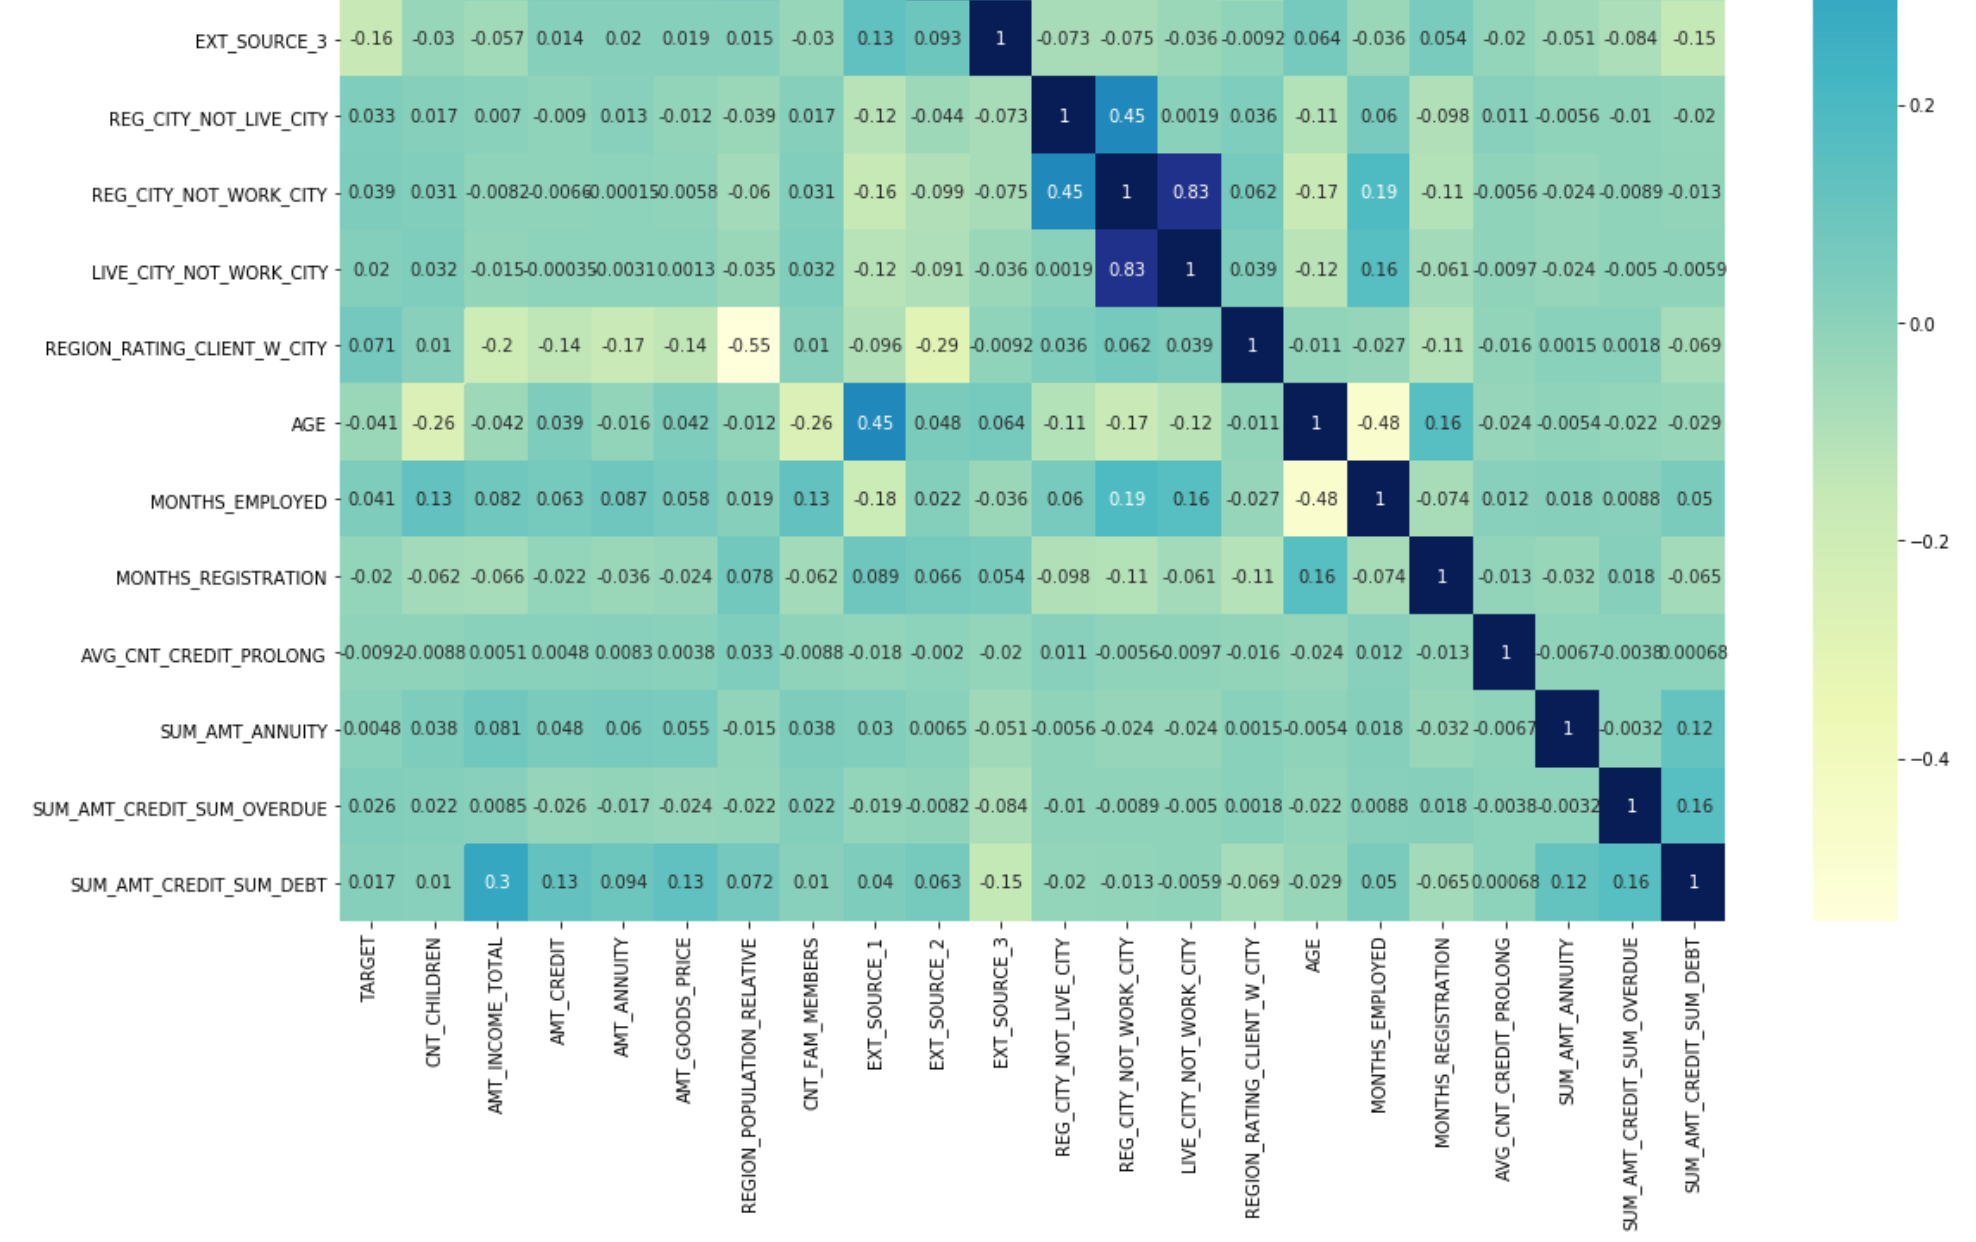 EXT_SOURCE_3 -0.16 -0.03 -0.057 0.014 0.02 0.019 0.015 -0.03 0.13 0.093 1 -0.073 -0.075 -0.036 -0.0092 0.064 -0.036 0.054 -0.02 -0.051 -0.084 -0.15
0.2
REG_CITY_NOT_LIVE_CITY 0.033 0.017 0.007 -0.009 0.013 -0.012 -0.039 0.017 -0.12 -0.044 -0.073 1 0.45 0.0019 0.036 -0.11 0.06 -0.098 0.011 -0.0056 -0.01 -0.02
REG_CITY_NOT_WORK_CITY 0.039 0.031 -0.0082 -0.0066 -0.00015 -0.0058 -0.06 0.031 -0.16 -0.099 -0.075 0.45 1 0.83 0.062 -0.17 0.19 -0.11 -0.0056 -0.024 -0.0089 -0.013
LIVE_CITY_NOT_WORK_CITY 0.02 0.032 -0.015 -0.00035 -0.0031 0.0013 -0.035 0.032 -0.12 -0.091 -0.036 0.0019 0.83 1 0.039 -0.12 0.16 -0.061 -0.0097 -0.024 -0.005 -0.0059
0.0
REGION_RATING_CLIENT_W_CITY 0.071 0.01 -0.2 -0.14 -0.17 -0.14 -0.55 0.01 -0.096 -0.29 -0.0092 0.036 0.062 0.039 1 -0.011 -0.027 -0.11 -0.016 0.0015 0.0018 -0.069
AGE -0.041 -0.26 -0.042 0.039 -0.016 0.042 -0.012 -0.26 0.45 0.048 0.064 -0.11 -0.17 -0.12 -0.011 1 -0.48 0.16 -0.024 -0.0054 -0.022 -0.029
MONTHS_EMPLOYED 0.041 0.13 0.082 0.063 0.087 0.058 0.019 0.13 -0.18 0.022 -0.036 0.06 0.19 0.16 -0.027 -0.48 1 -0.074 0.012 0.018 0.0088 0.05
−0.2
MONTHS_REGISTRATION -0.02 -0.062 -0.066 -0.022 -0.036 -0.024 0.078 -0.062 0.089 0.066 0.054 -0.098 -0.11 -0.061 -0.11 0.16 -0.074 1 -0.013 -0.032 0.018 -0.065
AVG_CNT_CREDIT_PROLONG -0.0092 -0.0088 0.0051 0.0048 0.0083 0.0038 0.033 -0.0088 -0.018 -0.002 -0.02 0.011 -0.0056 -0.0097 -0.016 -0.024 0.012 -0.013 1 -0.0067 -0.0038 0.00068
SUM_AMT_ANNUITY 0.0048 0.038 0.081 0.048 0.06 0.055 -0.015 0.038 0.03 0.0065 -0.051 -0.0056 -0.024 -0.024 0.0015 -0.0054 0.018 -0.032 -0.0067 1 -0.0032 0.12
−0.4
SUM_AMT_CREDIT_SUM_OVERDUE 0.026 0.022 0.0085 -0.026 -0.017 -0.024 -0.022 0.022 -0.019 -0.0082 -0.084 -0.01 -0.0089 -0.005 0.0018 -0.022 0.0088 0.018 -0.0038 -0.0032 1 0.16
SUM_AMT_CREDIT_SUM_DEBT 0.017 0.01 0.3 0.13 0.094 0.13 0.072 0.01 0.04 0.063 -0.15 -0.02 -0.013 -0.0059 -0.069 -0.029 0.05 -0.065 0.00068 0.12 0.16 1
TARGET
CNT_CHILDREN
AMT_INCOME_TOTAL
AMT_CREDIT
AMT_ANNUITY
AMT_GOODS_PRICE
REGION_POPULATION_RELATIVE
CNT_FAM_MEMBERS
EXT_SOURCE_1
EXT_SOURCE_2
EXT_SOURCE_3
REG_CITY_NOT_LIVE_CITY
REG_CITY_NOT_WORK_CITY
LIVE_CITY_NOT_WORK_CITY
REGION_RATING_CLIENT_W_CITY
AGE
MONTHS_EMPLOYED
MONTHS_REGISTRATION
AVG_CNT_CREDIT_PROLONG
SUM_AMT_ANNUITY
SUM_AMT_CREDIT_SUM_OVERDUE
SUM_AMT_CREDIT_SUM_DEBT